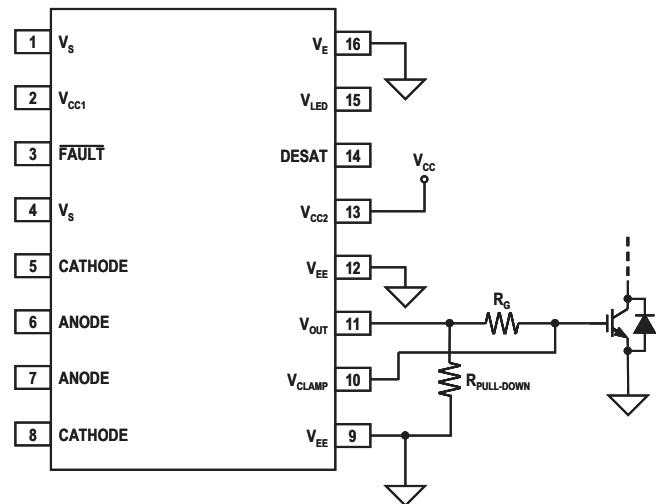 1 V_S
2 V_CC1
3 FAULT
4 V_S
5 CATHODE
6 ANODE
7 ANODE
8 CATHODE
V_E 16
V_LED 15
DESAT 14
V_CC2 13
V_EE 12
V_OUT 11
V_CLAMP 10
V_EE 9
V_CC
R_G
R_PULL-DOWN